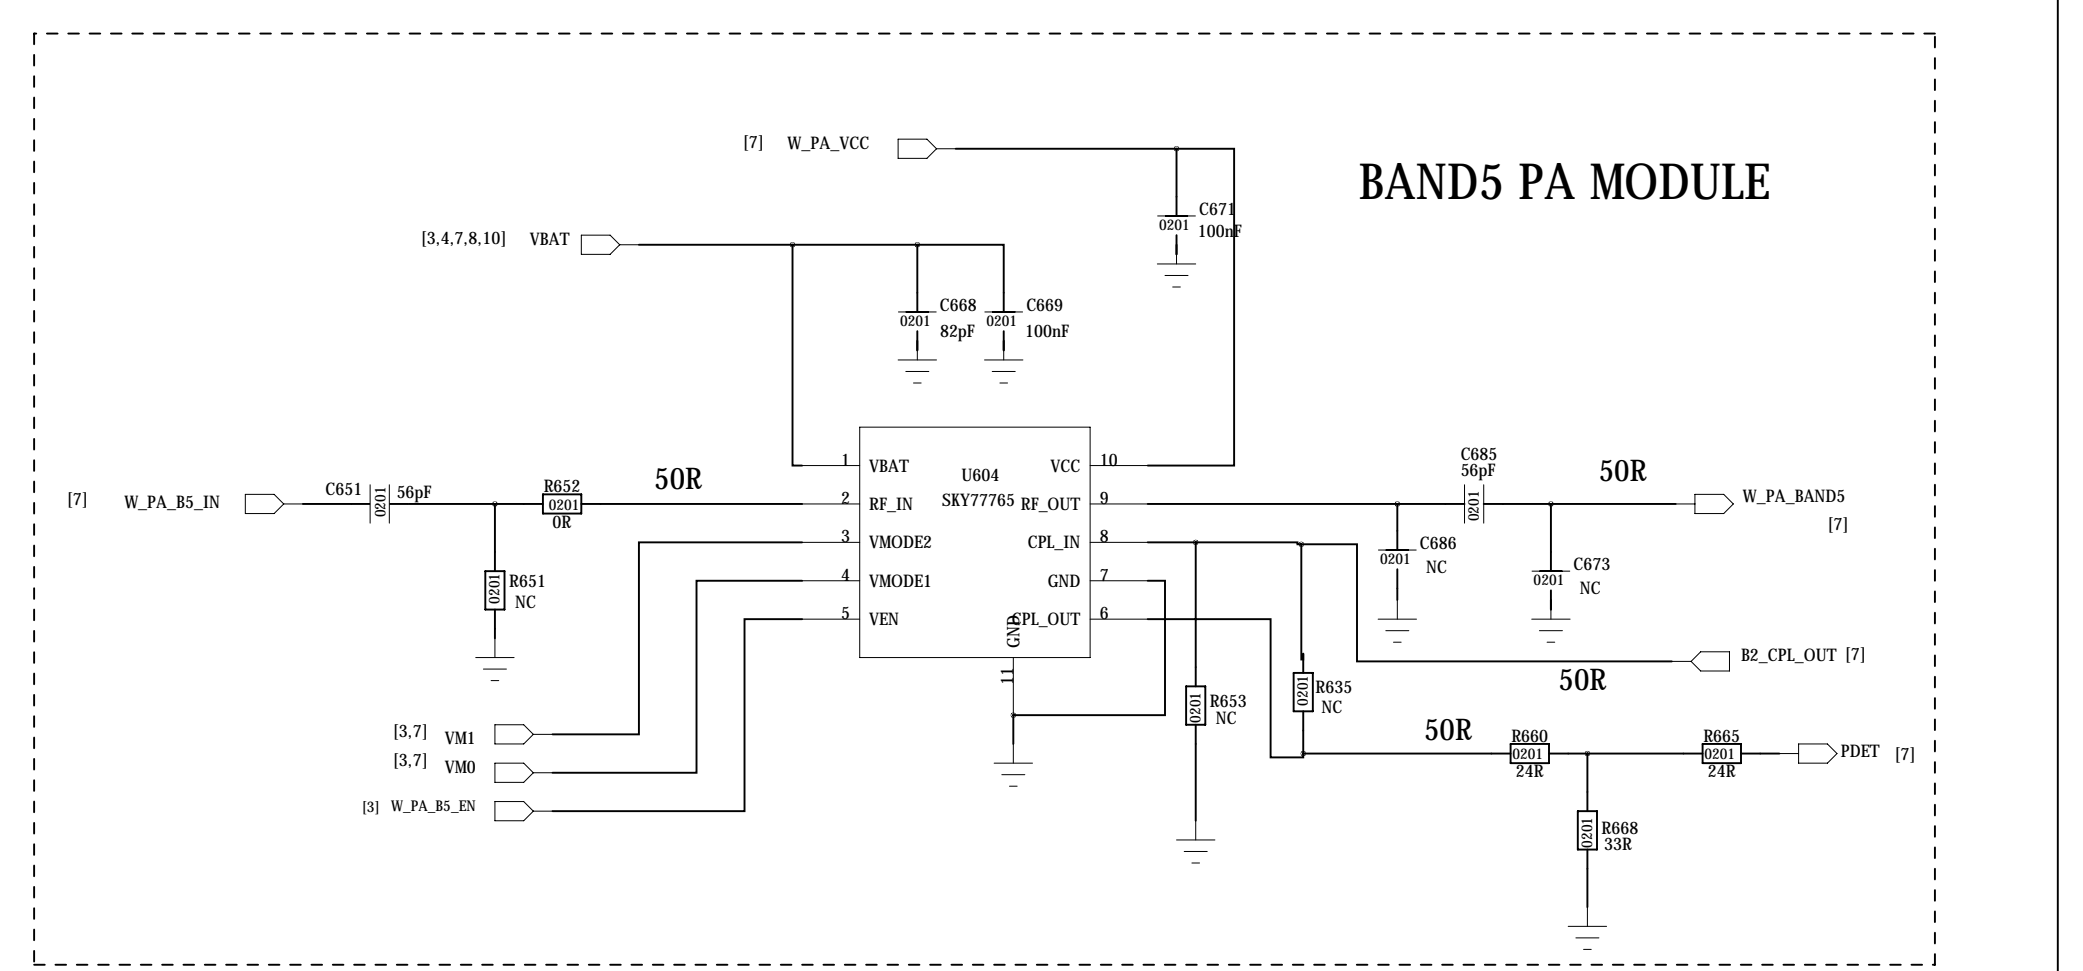 [7] W_PA_VCC
BAND5 PA MODULE
C671
0201
100nF
[3,4,7,8,10] VBAT
C668
0201
82pF
C669
0201
100nF
C685
56pF
0201
50R
W_PA_BAND5
[7]
[7] W_PA_B5_IN
C651
0201
56pF
R652
0201
0R
50R
R651
0201
NC
U604
SKY77765
1 VBAT
2 RF_IN
3 VMODE2
4 VMODE1
5 VEN
VCC 10
RF_OUT 9
CPL_IN 8
GND 7
CPL_OUT 6
GND
11
C686
0201
NC
C673
0201
NC
B2_CPL_OUT [7]
50R
R653
0201
NC
R635
0201
NC
50R
R660
0201
24R
R665
0201
24R
PDET [7]
R668
0201
33R
[3,7] VM1
[3,7] VM0
[3] W_PA_B5_EN